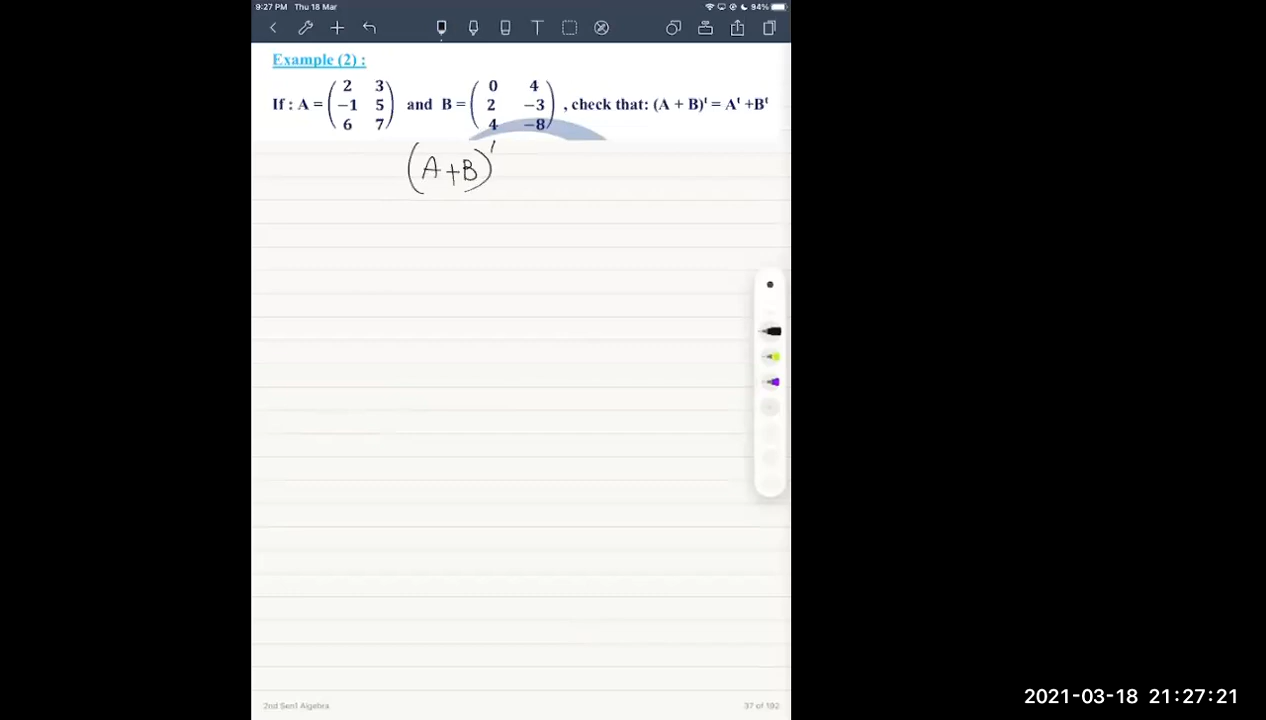 9:27 PM Thu 18 Mar 94%
T
Example (2) :
2 3 0 4
If : A = −1 5 and B = 2 −3 , check that: (A + B)ᵗ = Aᵗ +Bᵗ
6 7 4 −8
(A+B)
2nd Sen1 Algebra
37 of 192
2021-03-18 21:27:21